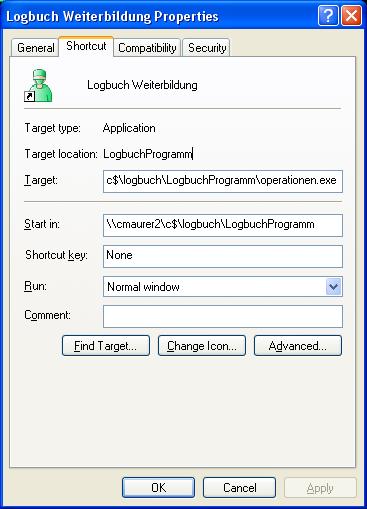 Logbuch Weiterbildung Properties
General Shortcut Compatibility Security
Logbuch Weiterbildung
Target type: Application
Target location: LogbuchProgramm
Target: c$\logbuch\LogbuchProgramm\operationen.exe
Start in: \\cmaurer2\c$\logbuch\LogbuchProgramm
Shortcut key: None
Run: Normal window
Comment:
Find Target... Change Icon... Advanced...
OK Cancel Apply